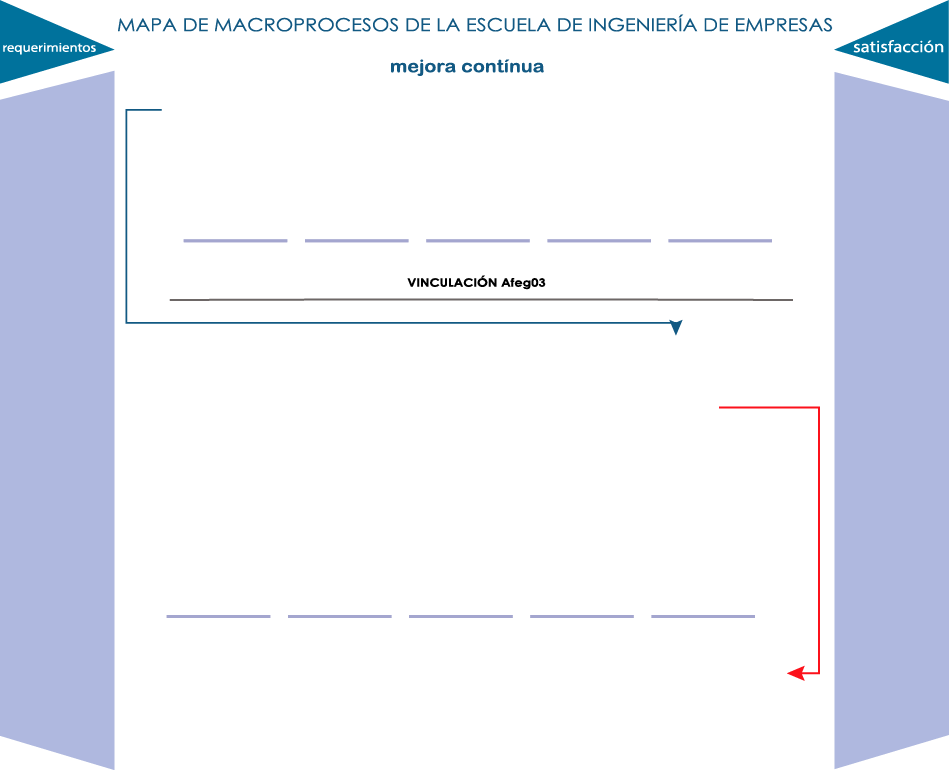 MAPA DE MACROPROCESOS DE LA ESCUELA DE INGENIERÍA DE EMPRESAS
requerimientos
satisfacción
mejora contínua
VINCULACIÓN Afeg03